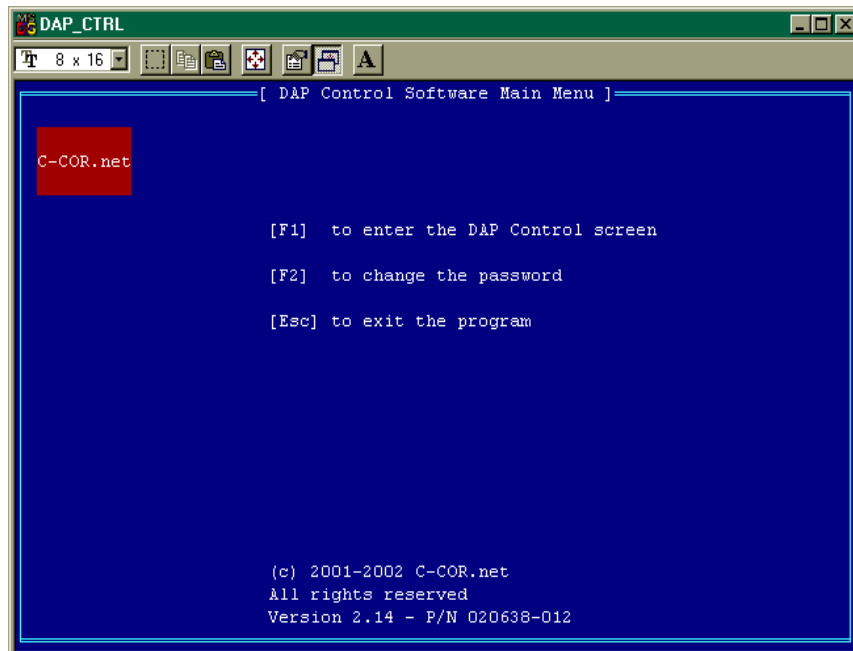 DAP_CTRL
8 x 16
A
[ DAP Control Software Main Menu ]
C-COR.net
[F1] to enter the DAP Control screen
[F2] to change the password
[Esc] to exit the program
(c) 2001-2002 C-COR.net
All rights reserved
Version 2.14 - P/N 020638-012